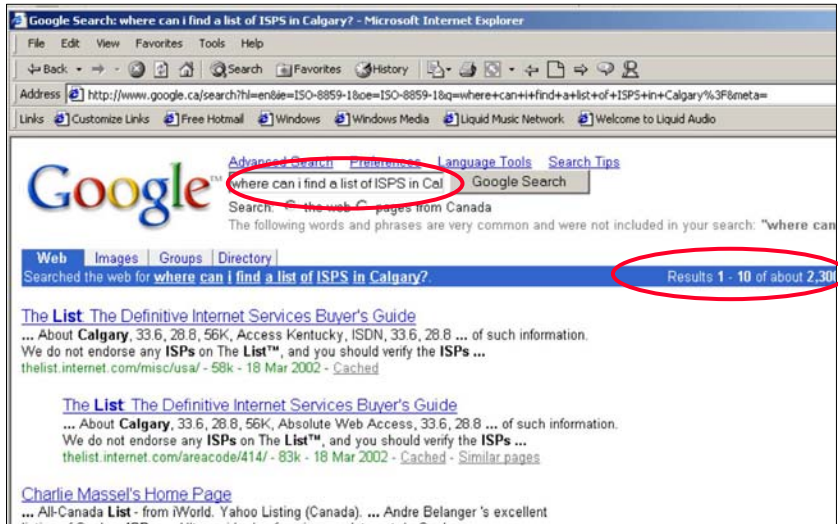 Google Search: where can i find a list of ISPS in Calgary? - Microsoft Internet Explorer
File Edit View Favorites Tools Help
Back Search Favorites History
Address http://www.google.ca/search?hl=en&ie=ISO-8859-1&oe=ISO-8859-1&q=where+can+i+find+a+list+of+ISPS+in+Calgary%3F&meta=
Links Customize Links Free Hotmail Windows Windows Media Liquid Music Network Welcome to Liquid Audio
Advanced Search Preferences Language Tools Search Tips
Google™ where can i find a list of ISPS in Cal Google Search
Search: the web pages from Canada
The following words and phrases are very common and were not included in your search: "where can
Web Images Groups Directory
Searched the web for where can i find a list of ISPS in Calgary?. Results 1 - 10 of about 2,300
The List: The Definitive Internet Services Buyer's Guide
... About Calgary, 33.6, 28.8, 56K, Access Kentucky, ISDN, 33.6, 28.8 ... of such information.
We do not endorse any ISPs on The List™, and you should verify the ISPs ...
thelist.internet.com/misc/usa/ - 58k - 18 Mar 2002 - Cached
The List: The Definitive Internet Services Buyer's Guide
... About Calgary, 33.6, 28.8, 56K, Absolute Web Access, 33.6, 28.8 ... of such information.
We do not endorse any ISPs on The List™, and you should verify the ISPs ...
thelist.internet.com/areacode/414/ - 83k - 18 Mar 2002 - Cached - Similar pages
Charlie Massel's Home Page
... All-Canada List - from iWorld. Yahoo Listing (Canada). ... Andre Belanger 's excellent